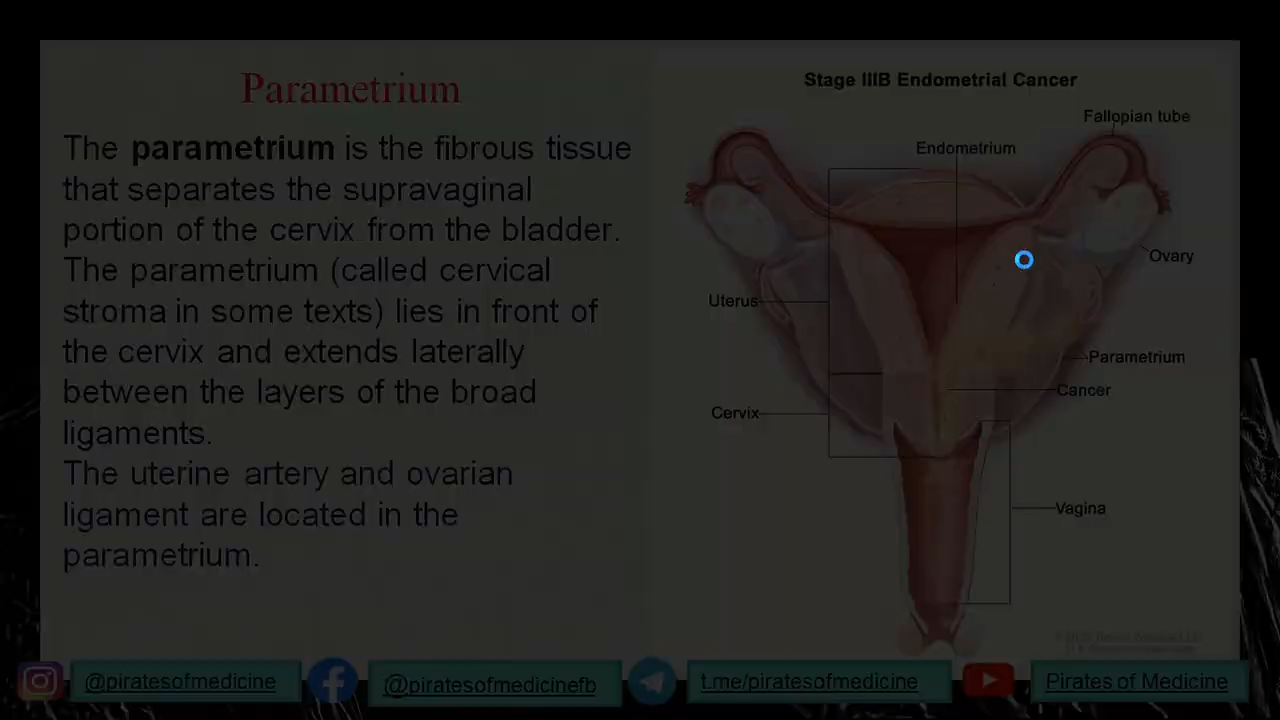 Parametrium
The parametrium is the fibrous tissue
that separates the supravaginal
portion of the cervix from the bladder.
The parametrium (called cervical
stroma in some texts) lies in front of
the cervix and extends laterally
between the layers of the broad
ligaments.
The uterine artery and ovarian
ligament are located in the
parametrium.
Stage IIIB Endometrial Cancer
Fallopian tube
Endometrium
Ovary
Uterus
Parametrium
Cancer
Cervix
Vagina
@piratesofmedicine
@piratesofmedicinefb
t.me/piratesofmedicine
Pirates of Medicine